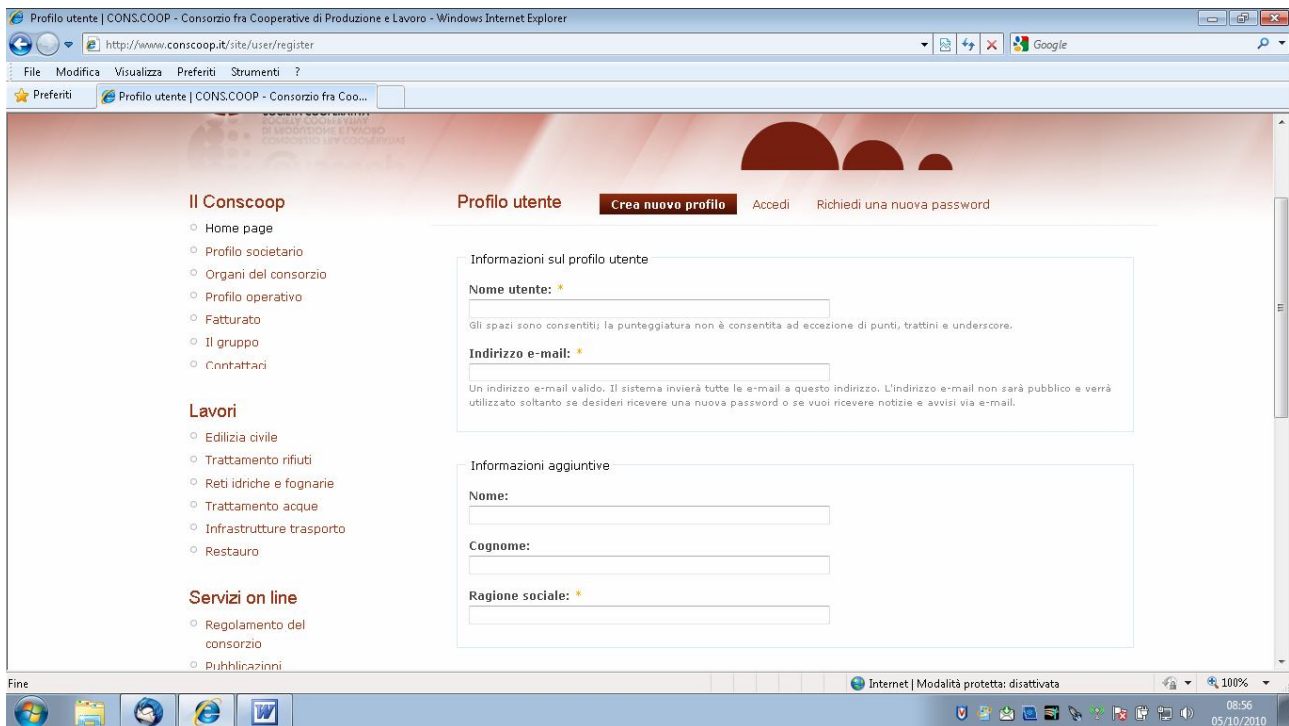 Profilo utente | CONS.COOP - Consorzio fra Cooperative di Produzione e Lavoro - Windows Internet Explorer
http://www.conscoop.it/site/user/register
Google
File Modifica Visualizza Preferiti Strumenti ?
Preferiti
Profilo utente | CONS.COOP - Consorzio fra Coo...
SOCIETA' COOPERATIVA
Il Conscoop
Home page
Profilo societario
Organi del consorzio
Profilo operativo
Fatturato
Il gruppo
Contattaci
Lavori
Edilizia civile
Trattamento rifiuti
Reti idriche e fognarie
Trattamento acque
Infrastrutture trasporto
Restauro
Servizi on line
Regolamento del
consorzio
Pubblicazioni
Profilo utente Crea nuovo profilo Accedi Richiedi una nuova password
Informazioni sul profilo utente
Nome utente: *
Gli spazi sono consentiti; la punteggiatura non è consentita ad eccezione di punti, trattini e underscore.
Indirizzo e-mail: *
Un indirizzo e-mail valido. Il sistema invierà tutte le e-mail a questo indirizzo. L'indirizzo e-mail non sarà pubblico e verrà
utilizzato soltanto se desideri ricevere una nuova password o se vuoi ricevere notizie e avvisi via e-mail.
Informazioni aggiuntive
Nome:
Cognome:
Ragione sociale: *
Fine
Internet | Modalità protetta: disattivata
100%
08:56
05/10/2010